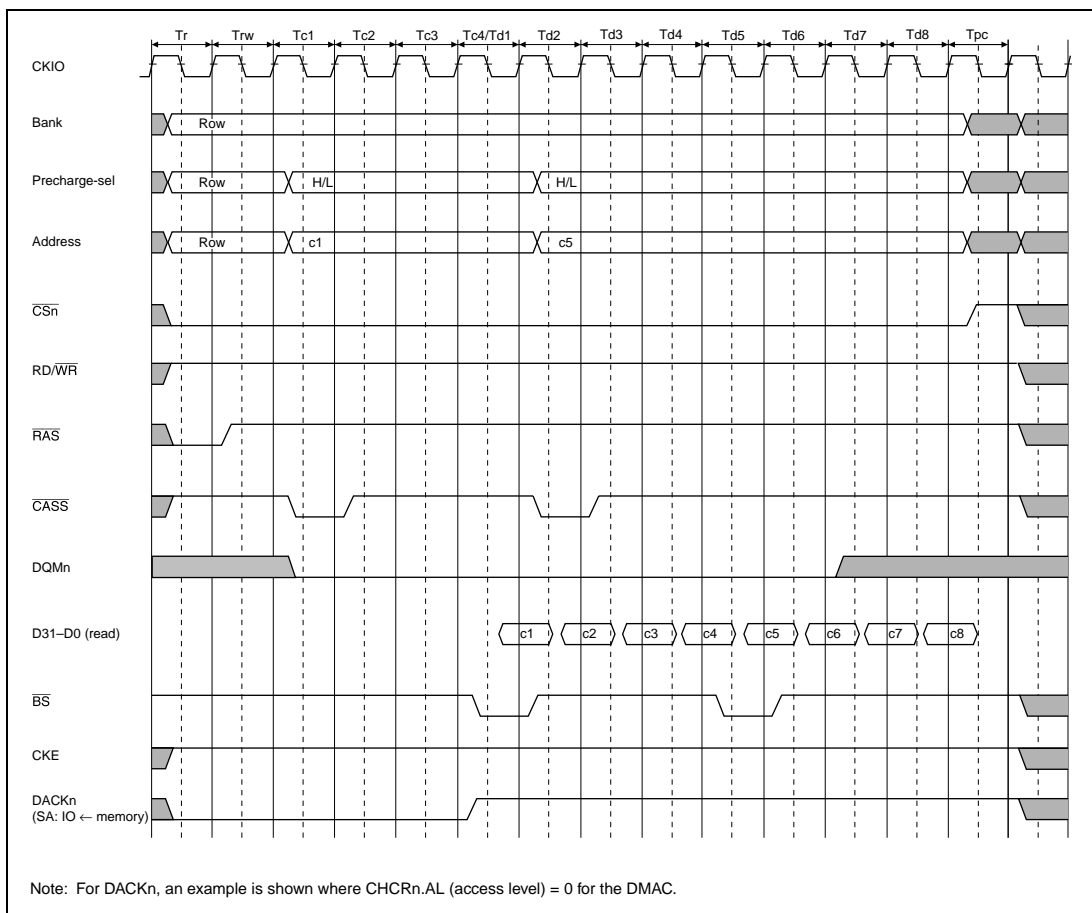 Tr Trw Tc1 Tc2 Tc3 Tc4/Td1 Td2 Td3 Td4 Td5 Td6 Td7 Td8 Tpc
CKIO
Bank Row
Precharge-sel Row H/L H/L
Address Row c1 c5
CSn
RD/WR
RAS
CASS
DQMn
D31–D0 (read) c1 c2 c3 c4 c5 c6 c7 c8
BS
CKE
DACKn
(SA: IO ← memory)
Note: For DACKn, an example is shown where CHCRn.AL (access level) = 0 for the DMAC.